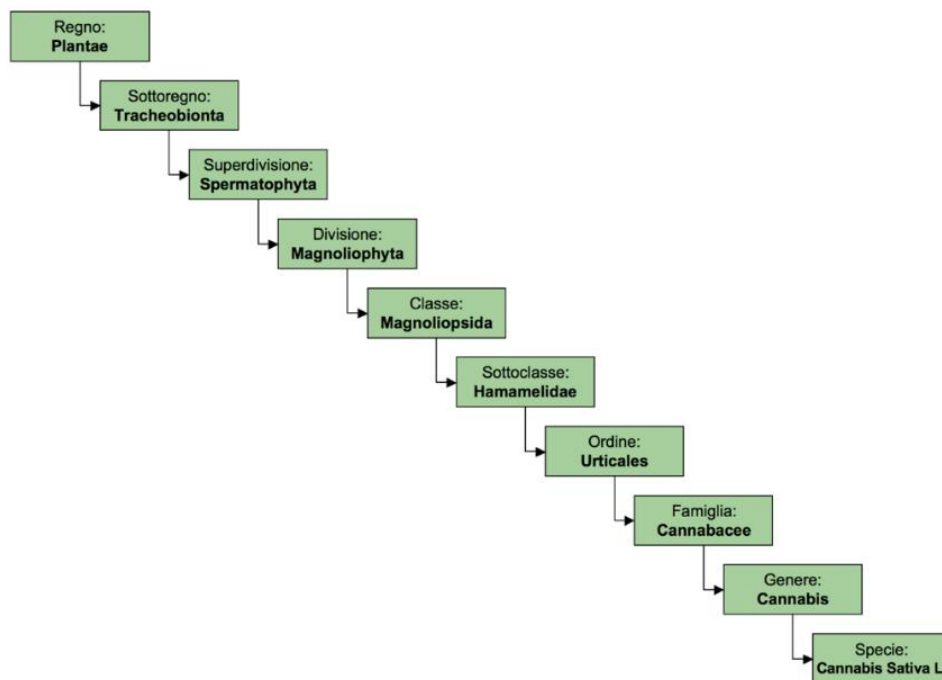 Regno:
Plantae
Sottoregno:
Tracheobionta
Superdivisione:
Spermatophyta
Divisione:
Magnoliophyta
Classe:
Magnoliopsida
Sottoclasse:
Hamamelidae
Ordine:
Urticales
Famiglia:
Cannabacee
Genere:
Cannabis
Specie:
Cannabis Sativa L